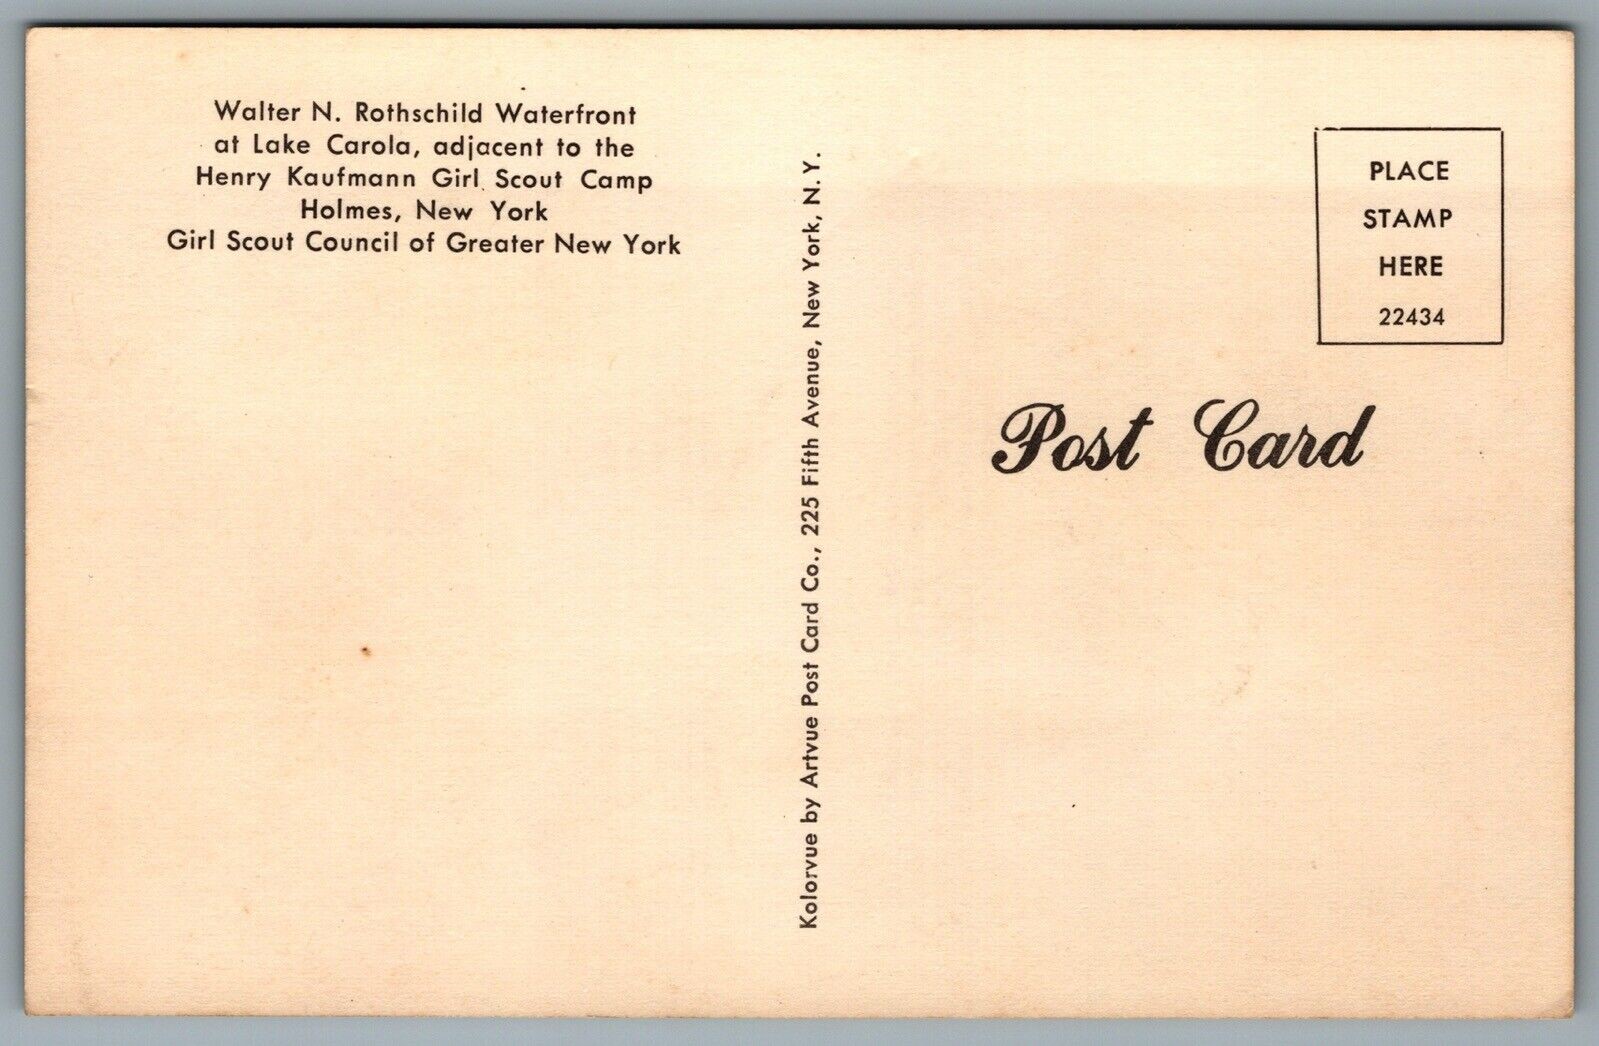 Walter N. Rothschild Waterfront
at Lake Carola, adjacent to the
Henry Kaufmann Girl Scout Camp
Holmes, New York
Girl Scout Council of Greater New York
Kolorvue by Artvue Post Card Co., 225 Fifth Avenue, New York, N. Y.
PLACE
STAMP
HERE
22434
Post Card